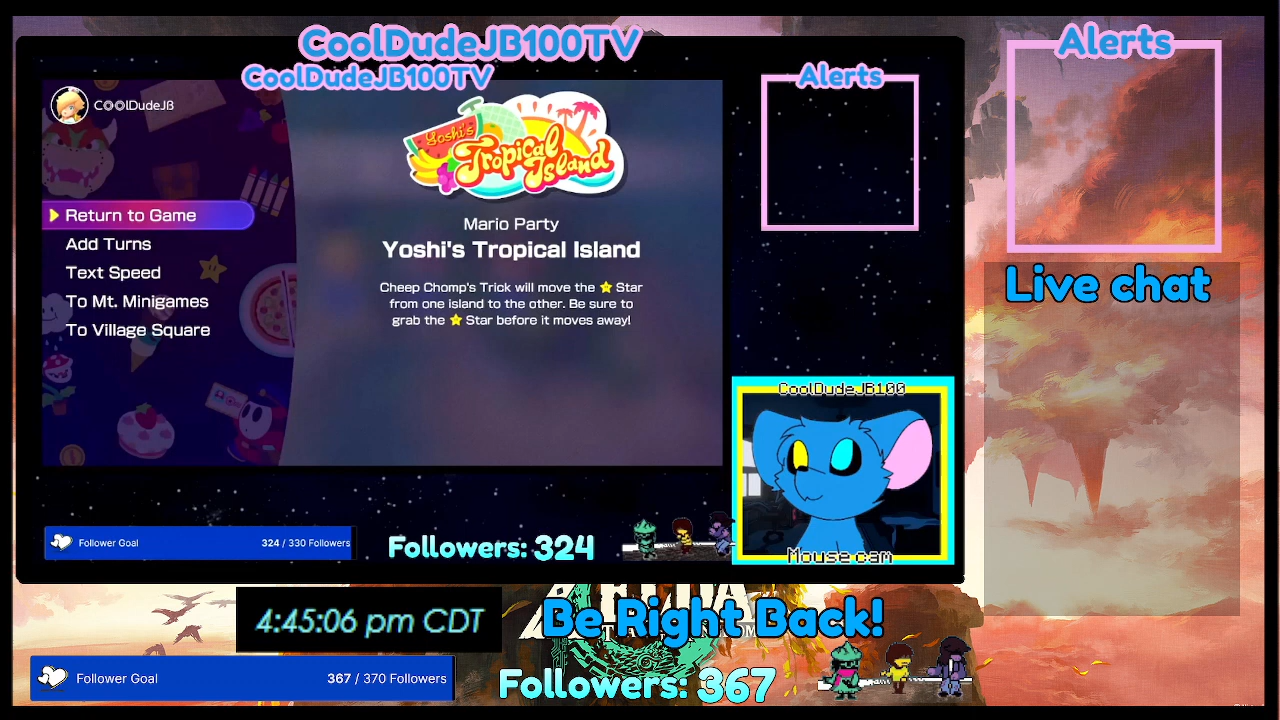 CoolDudeJB100TV
Alerts
CoolDudeJB100TV
Alerts
C◎◎lDudeJB
Yoshi's
Tropical
Island
Return to Game
Add Turns
Text Speed
To Mt. Minigames
To Village Square
Mario Party
Yoshi's Tropical Island
Cheep Chomp's Trick will move the ⭐ Star
from one island to the other. Be sure to
grab the ⭐ Star before it moves away!
Live chat
CoolDudeJB100
Mouse cam
Follower Goal
324 / 330 Followers
Followers: 324
4:45:06 pm CDT
Be Right Back!
Follower Goal
367 / 370 Followers
Followers: 367